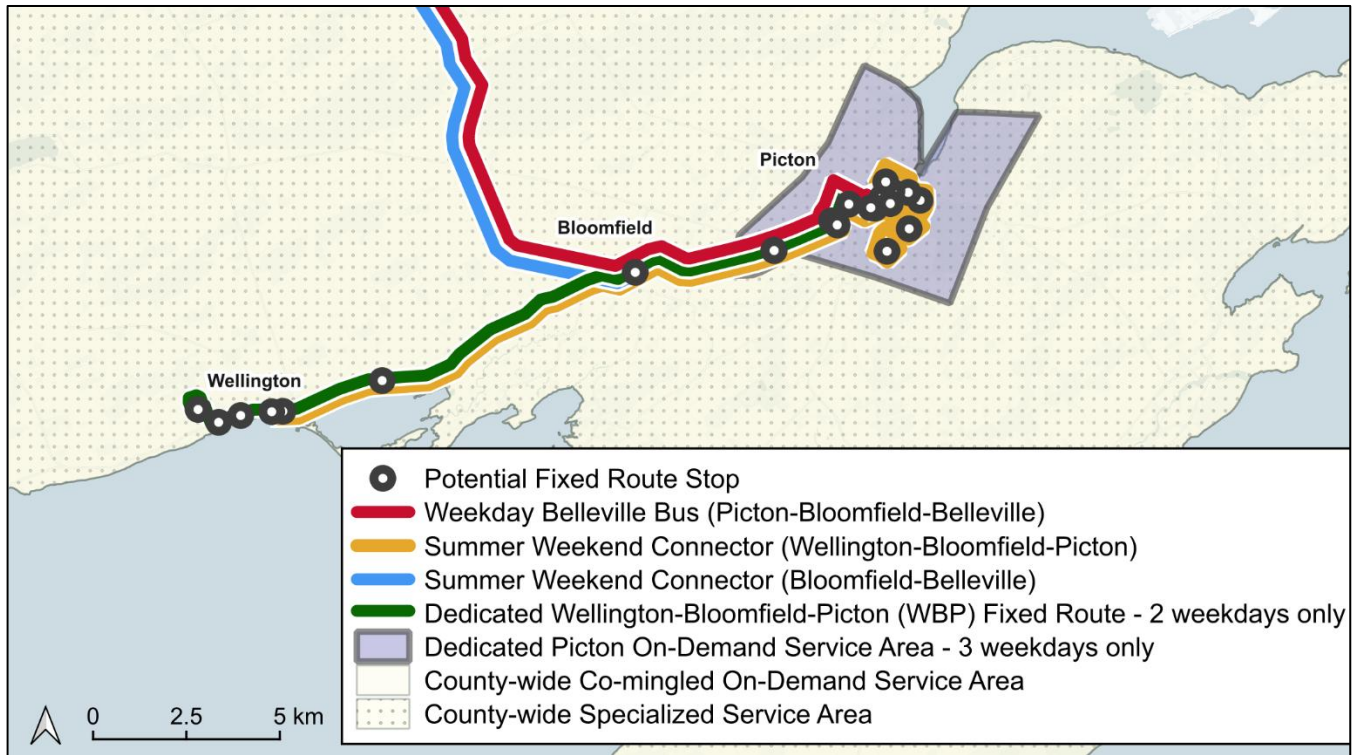 Picton
Bloomfield
Wellington
Potential Fixed Route Stop
Weekday Belleville Bus (Picton-Bloomfield-Belleville)
Summer Weekend Connector (Wellington-Bloomfield-Picton)
Summer Weekend Connector (Bloomfield-Belleville)
Dedicated Wellington-Bloomfield-Picton (WBP) Fixed Route - 2 weekdays only
Dedicated Picton On-Demand Service Area - 3 weekdays only
County-wide Co-mingled On-Demand Service Area
County-wide Specialized Service Area
0 2.5 5 km